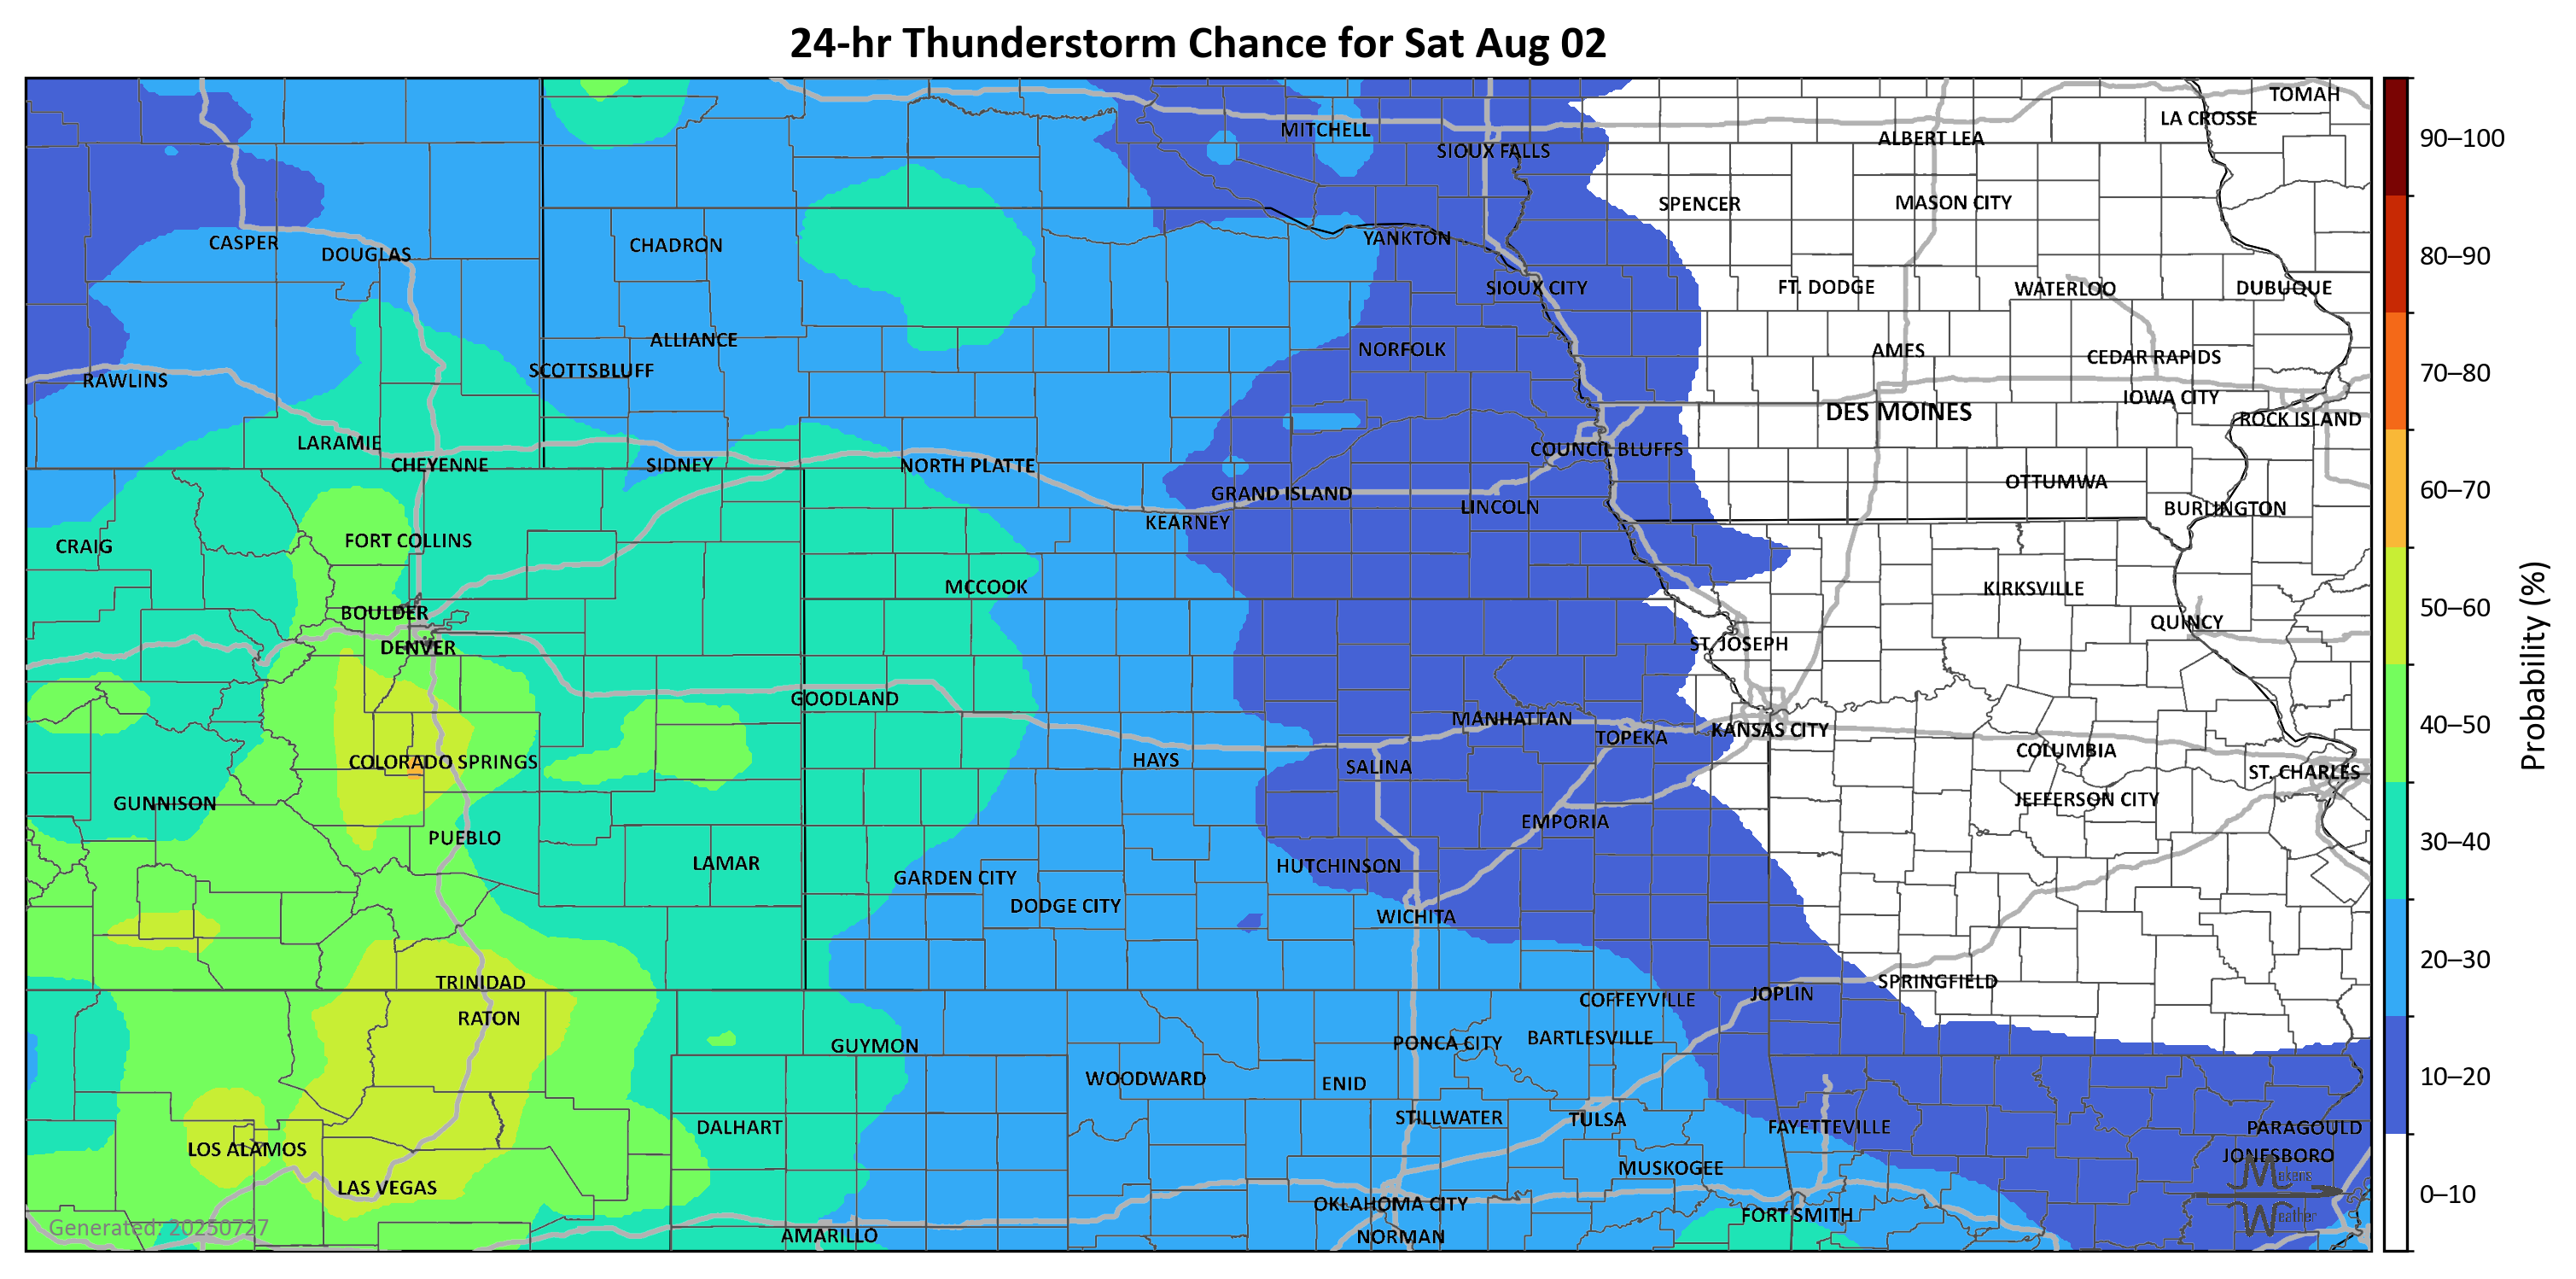 24-hr Thunderstorm Chance for Sat Aug 02
TOMAH
LA CROSSE
MITCHELL
ALBERT LEA
SIOUX FALLS
SPENCER
MASON CITY
CASPER
DOUGLAS
CHADRON
YANKTON
SIOUX CITY
FT. DODGE
WATERLOO
DUBUQUE
ALLIANCE
NORFOLK
AMES
CEDAR RAPIDS
SCOTTSBLUFF
RAWLINS
IOWA CITY
DES MOINES
ROCK ISLAND
LARAMIE
COUNCIL BLUFFS
CHEYENNE
SIDNEY
NORTH PLATTE
OTTUMWA
GRAND ISLAND
LINCOLN
BURLINGTON
KEARNEY
CRAIG
FORT COLLINS
MCCOOK
KIRKSVILLE
BOULDER
QUINCY
DENVER
ST. JOSEPH
GOODLAND
MANHATTAN
TOPEKA
KANSAS CITY
COLUMBIA
COLORADO SPRINGS
HAYS
SALINA
ST. CHARLES
GUNNISON
JEFFERSON CITY
EMPORIA
PUEBLO
LAMAR
HUTCHINSON
GARDEN CITY
DODGE CITY
WICHITA
TRINIDAD
SPRINGFIELD
JOPLIN
COFFEYVILLE
RATON
BARTLESVILLE
PONCA CITY
GUYMON
WOODWARD
ENID
STILLWATER
TULSA
DALHART
FAYETTEVILLE
PARAGOULD
LOS ALAMOS
JONESBORO
MUSKOGEE
LAS VEGAS
OKLAHOMA CITY
FORT SMITH
AMARILLO
NORMAN
Generated: 20250727
Makens
Weather
90–100
80–90
70–80
60–70
50–60
40–50
30–40
20–30
10–20
0–10
Probability (%)